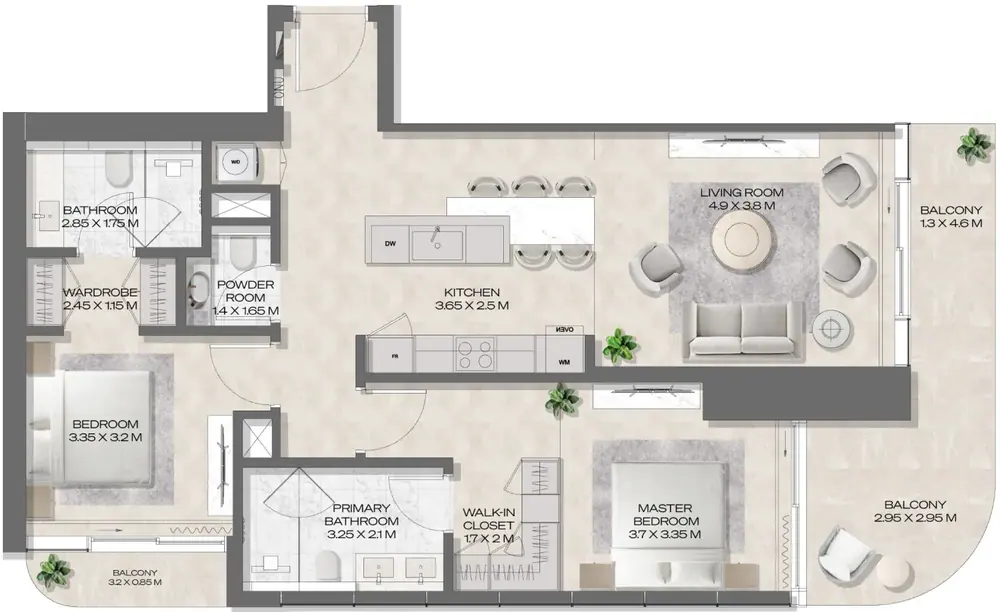 ONU
WD
BATHROOM
2.85 X 1.75 M
LIVING ROOM
4.9 X 3.8 M
BALCONY
1.3 X 4.6 M
DW
WARDROBE
2.45 X 1.15 M
POWDER
ROOM
1.4 X 1.65 M
KITCHEN
3.65 X 2.5 M
OVEN
FR
WM
BEDROOM
3.35 X 3.2 M
PRIMARY
BATHROOM
3.25 X 2.1 M
WALK-IN
CLOSET
1.7 X 2 M
MASTER
BEDROOM
3.7 X 3.35 M
BALCONY
2.95 X 2.95 M
BALCONY
3.2 X 0.85 M